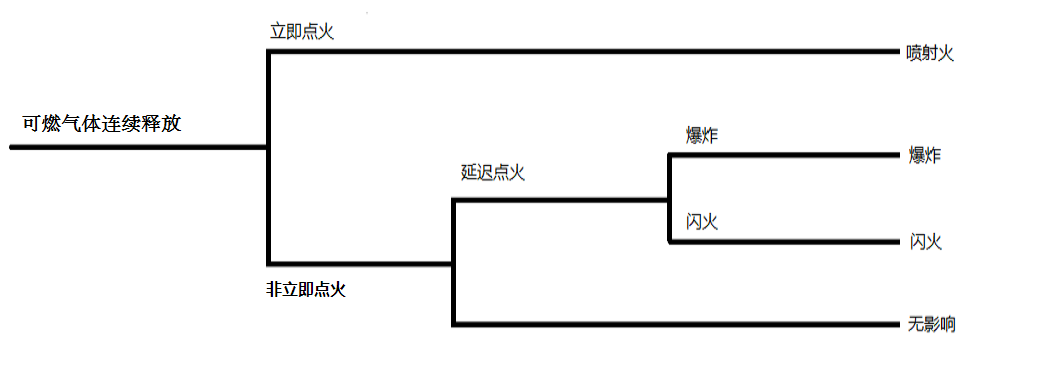 立即点火
喷射火
可燃气体连续释放
爆炸
爆炸
延迟点火
闪火
闪火
非立即点火
无影响